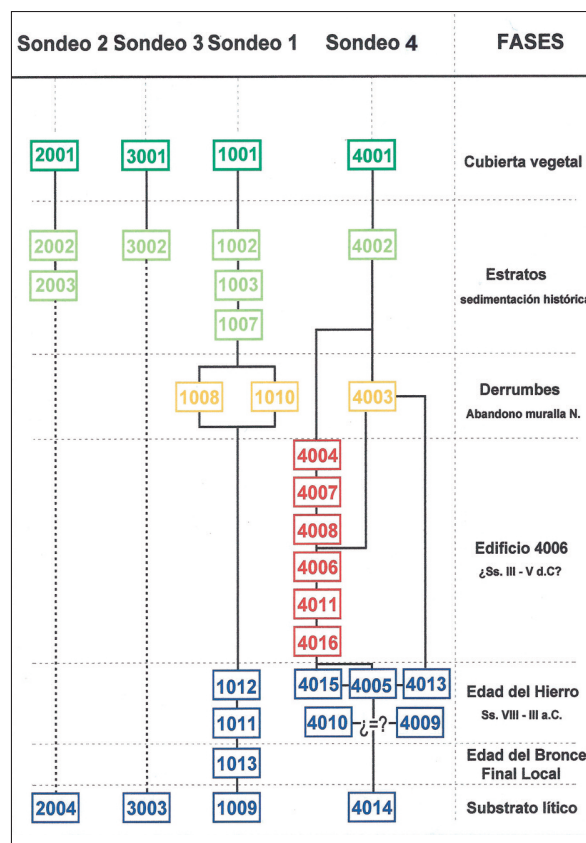 Sondeo 2 Sondeo 3 Sondeo 1 Sondeo 4 FASES
2001 3001 1001 4001 Cubierta vegetal
2002 3002 1002 4002
2003 1003 Estratos
sedimentación histórica
1007
1008 1010 4003 Derrumbes
Abandono muralla N.
4004
4007
4008
Edificio 4006
4006
¿Ss. III - V d.C?
4011
4016
1012 4015 4005 4013 Edad del Hierro
Ss. VIII - III a.C.
1011 4010 ¿=? 4009
1013 Edad del Bronce
Final Local
2004 3003 1009 4014 Substrato lítico